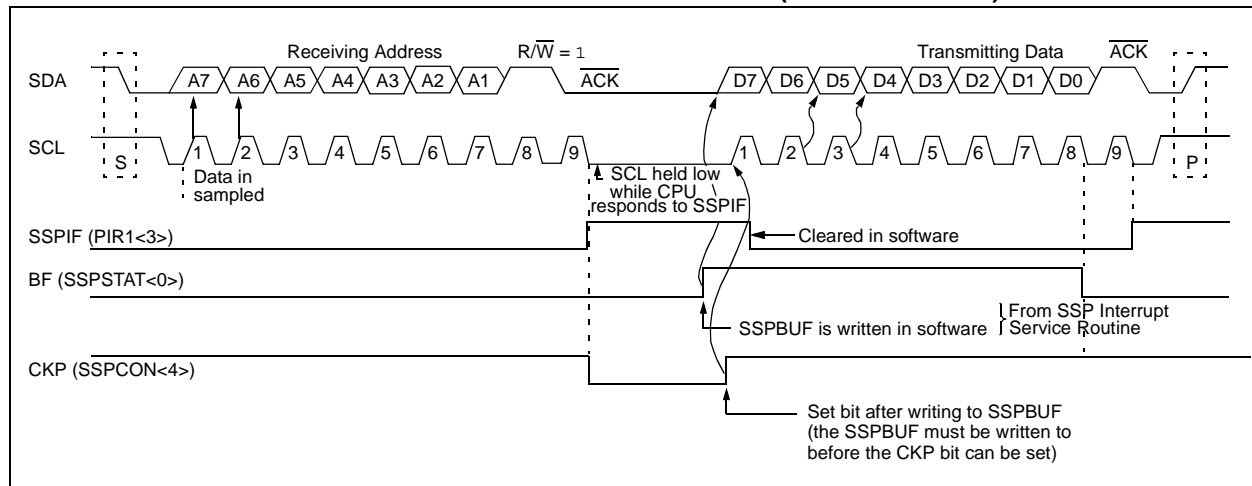 Receiving Address R/W = 1 Transmitting Data ACK
SDA A7 A6 A5 A4 A3 A2 A1 ACK D7 D6 D5 D4 D3 D2 D1 D0
SCL 1 2 3 4 5 6 7 8 9 1 2 3 4 5 6 7 8 9
S P
Data in
sampled
SCL held low
while CPU
responds to SSPIF
SSPIF (PIR1<3>)
Cleared in software
BF (SSPSTAT<0>)
SSPBUF is written in software
From SSP Interrupt
Service Routine
CKP (SSPCON<4>)
Set bit after writing to SSPBUF
(the SSPBUF must be written to
before the CKP bit can be set)